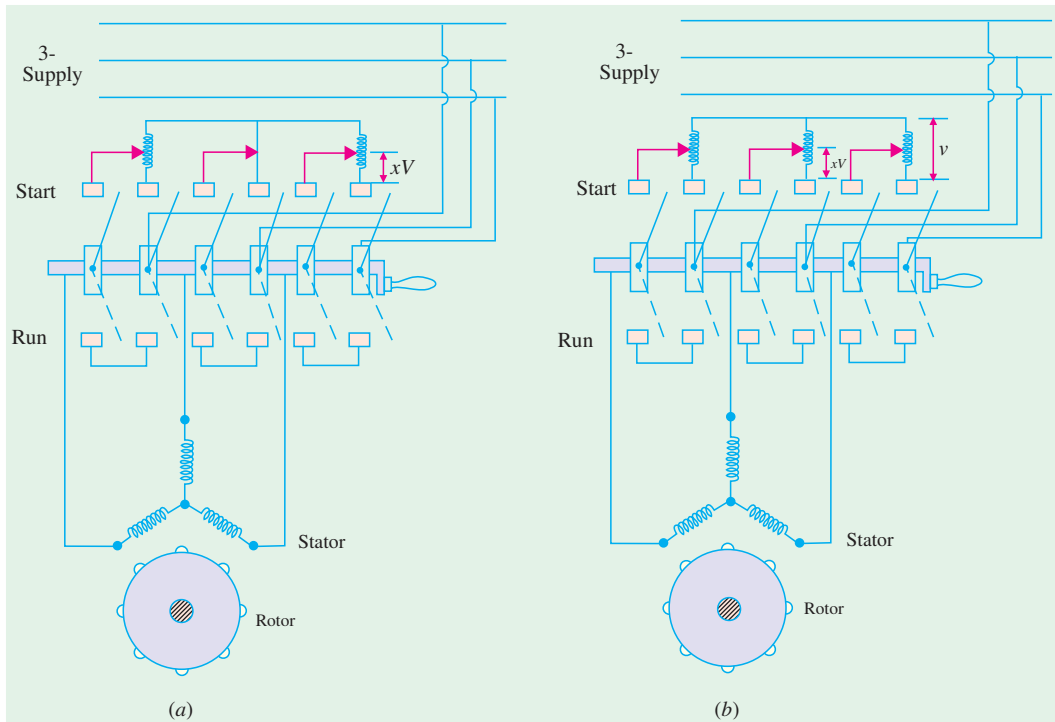 3-
Supply
Start
xV
Run
Stator
Rotor
(a)
3-
Supply
Start
xV
v
Run
Stator
Rotor
(b)